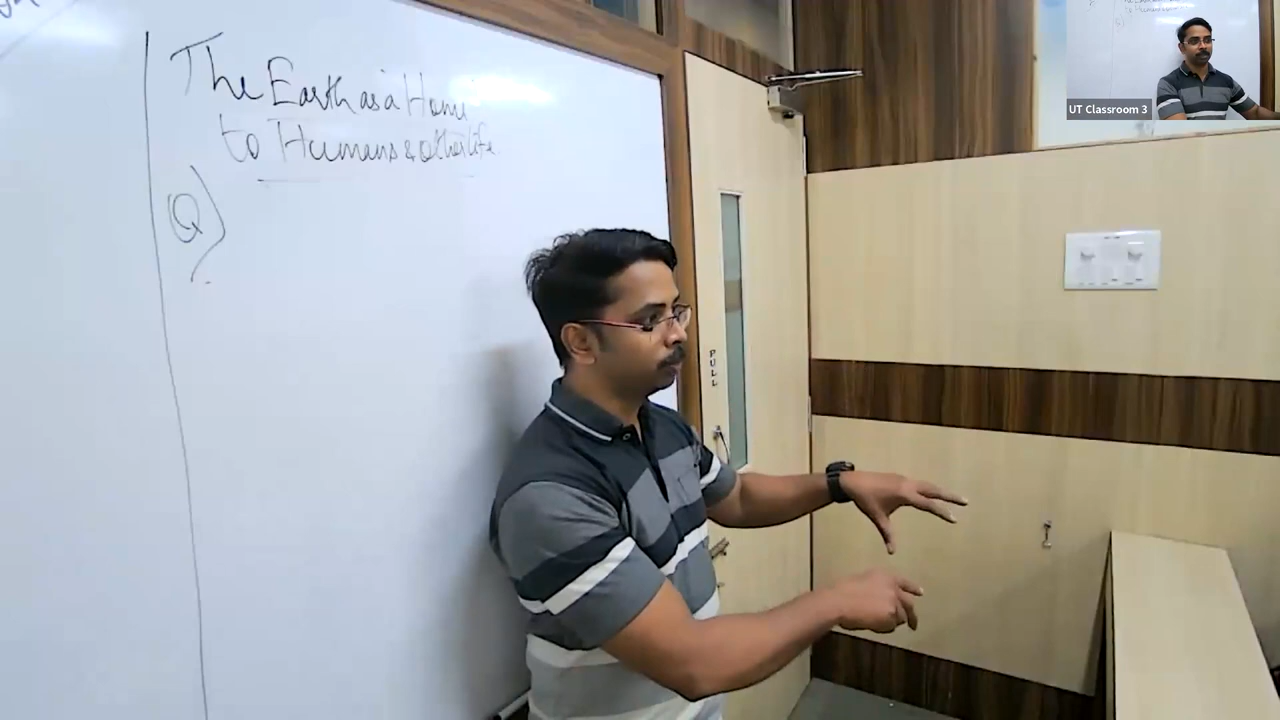 The Earth as a Home
to Humans & other life
Q)
PULL
UT Classroom 3